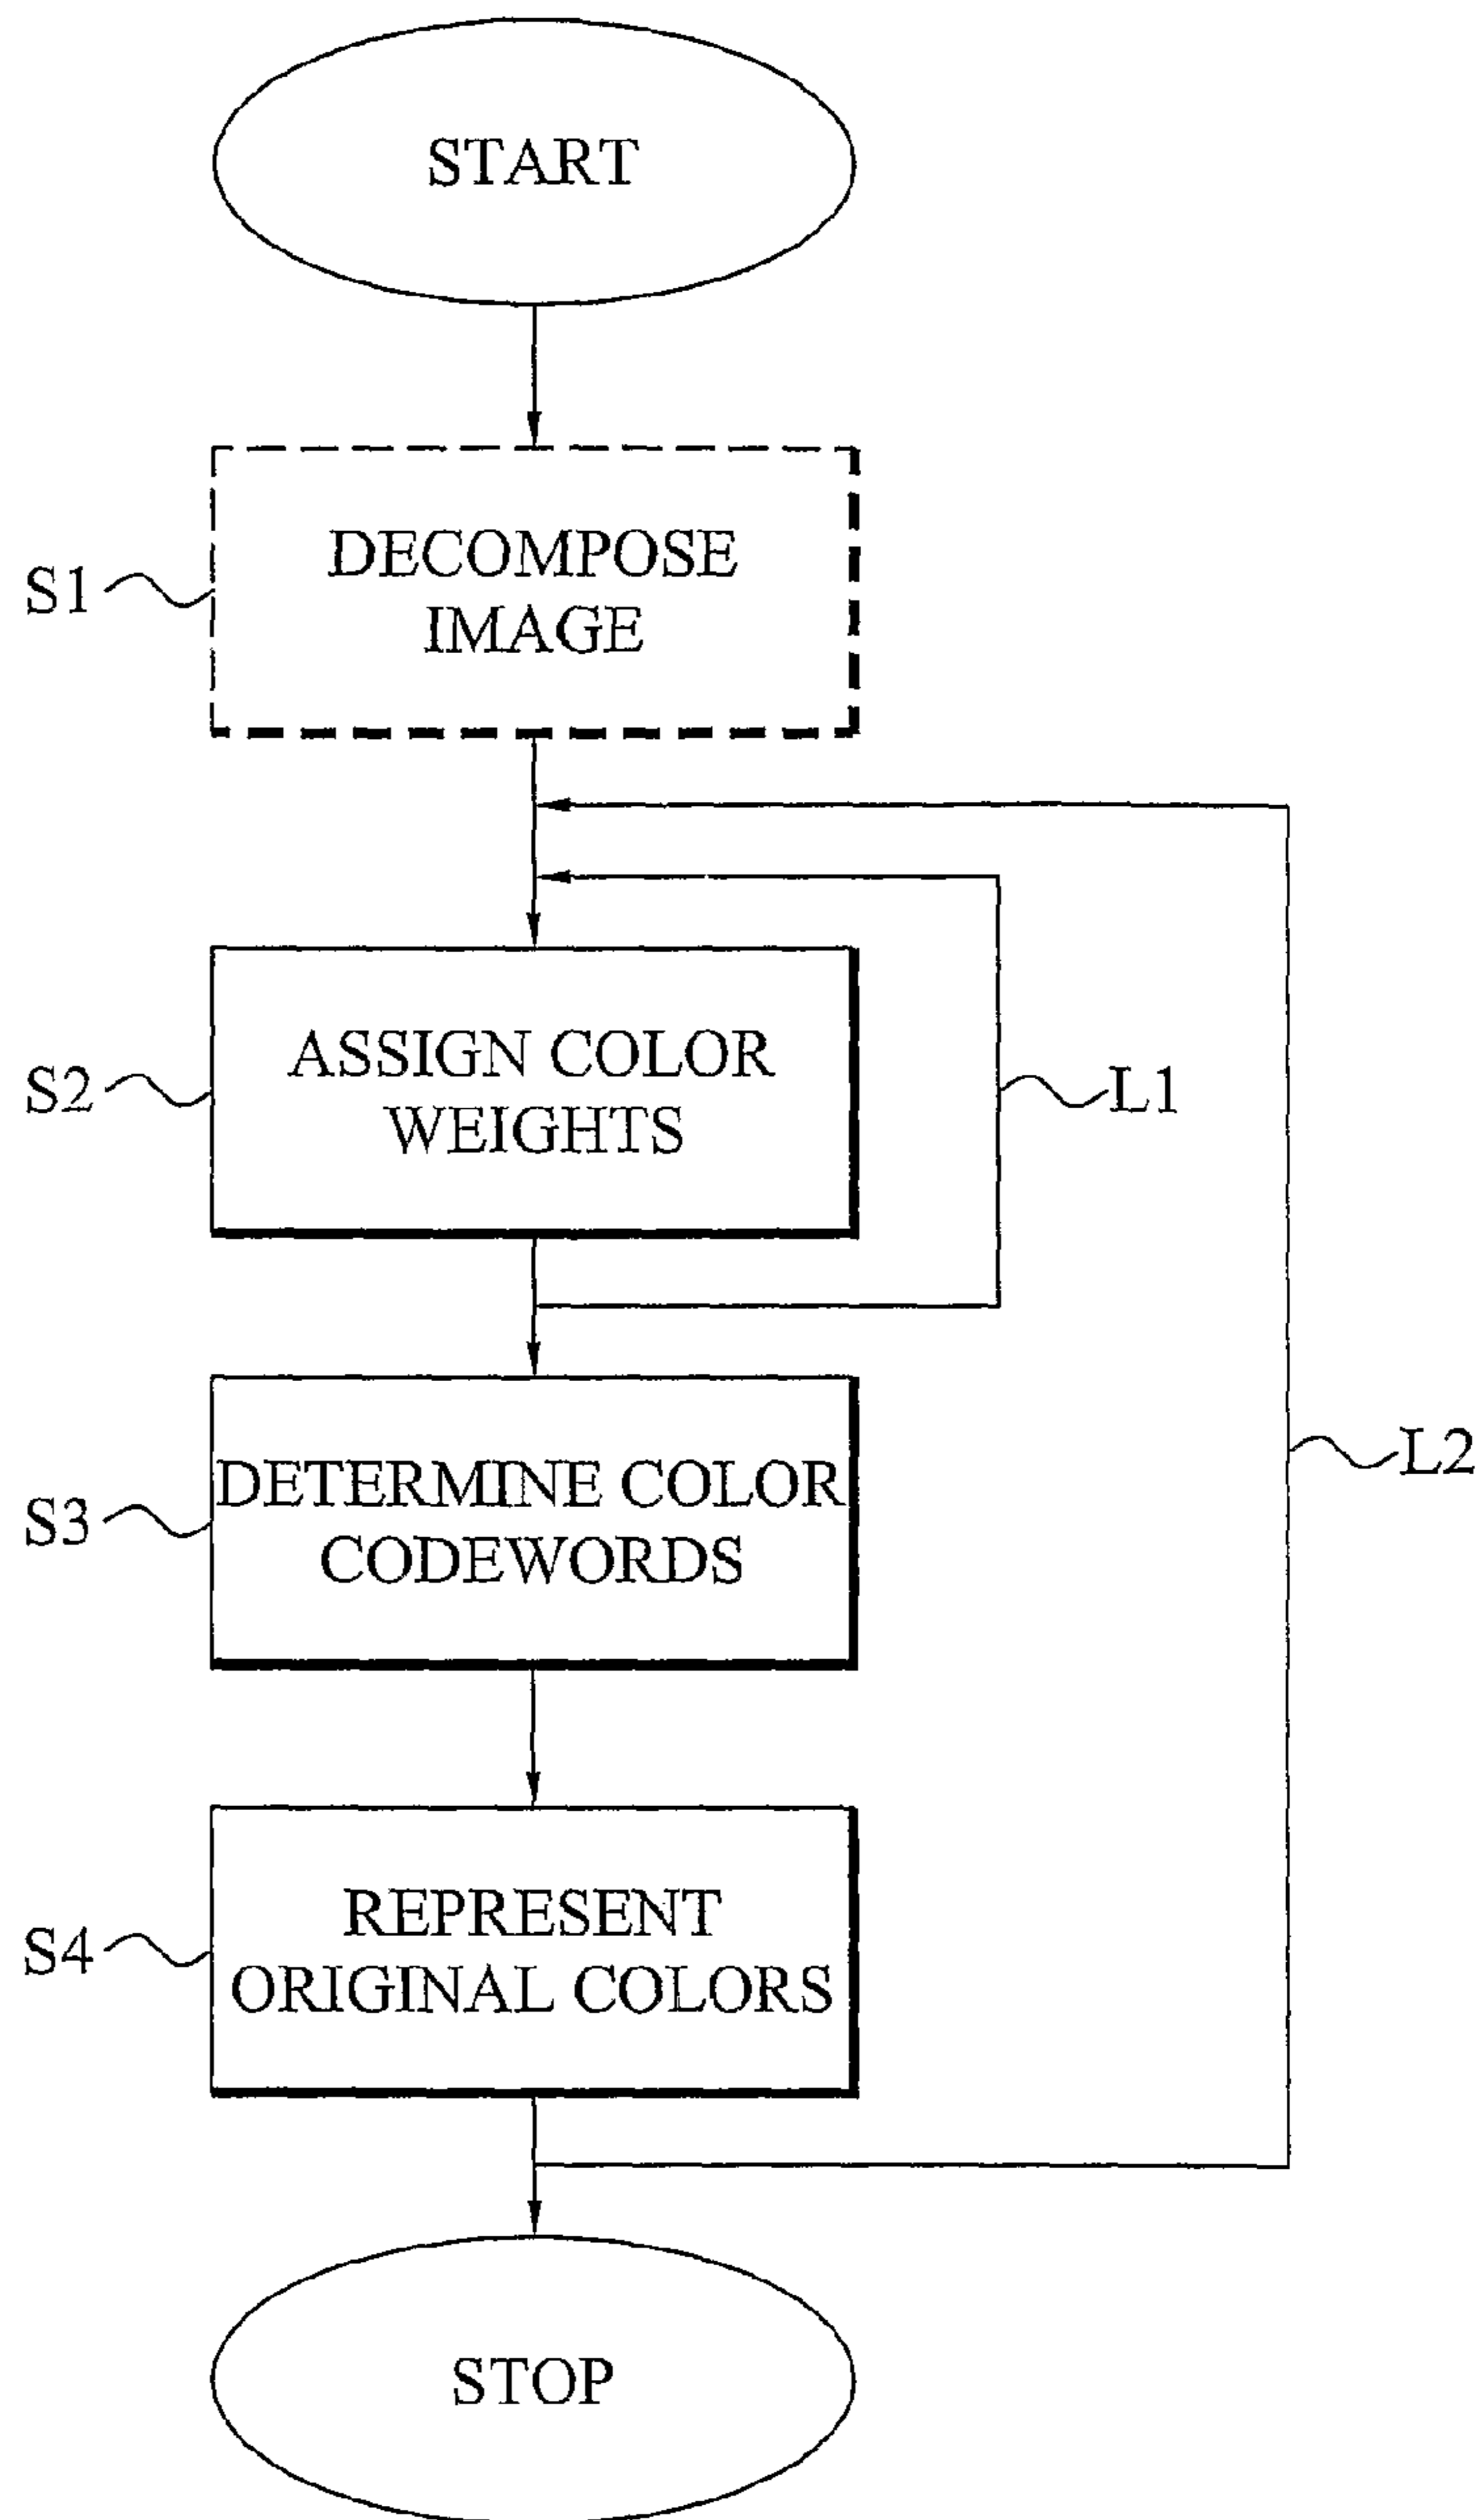 START
DECOMPOSE
IMAGE
S1
ASSIGN COLOR
WEIGHTS
S2
L1
DETERMINE COLOR
CODEWORDS
S3
L2
REPRESENT
ORIGINAL COLORS
S4
STOP